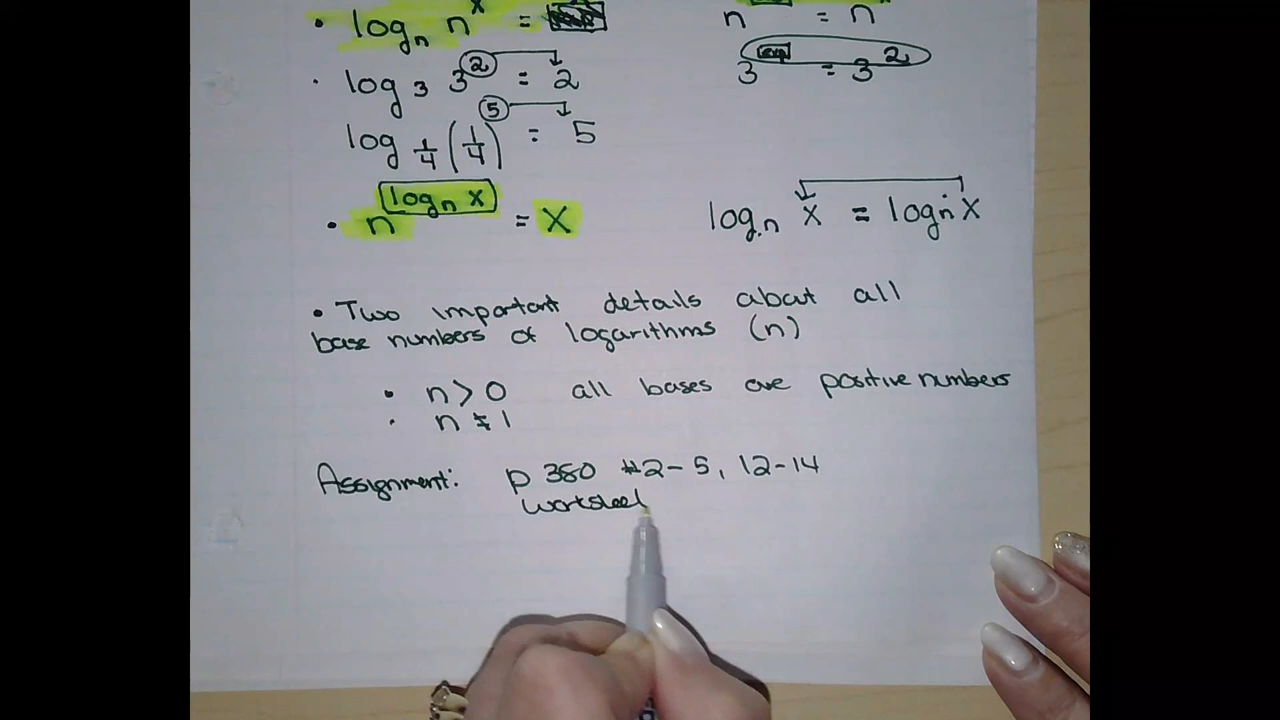 • log_n n^x =
n = n^x
• log_3 3^2 = 2
3^exp = 3^2
log_1/4 (1/4)^5 = 5
• n^log_n x = x
log_n x = log_n x
• Two important details about all
base numbers of logarithms (n)
• n > 0 all bases are positive numbers
• n ≠ 1
Assignment: p 380 #2-5, 12-14
Worksheet